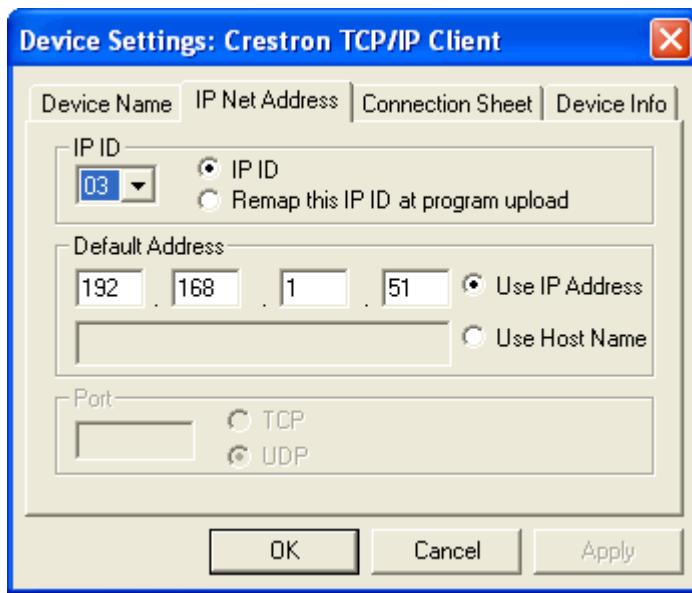 Device Settings: Crestron TCP/IP Client
Device Name IP Net Address Connection Sheet Device Info
IP ID
03 IP ID
Remap this IP ID at program upload
Default Address
192 . 168 . 1 . 51 Use IP Address
Use Host Name
Port
TCP
UDP
OK Cancel Apply